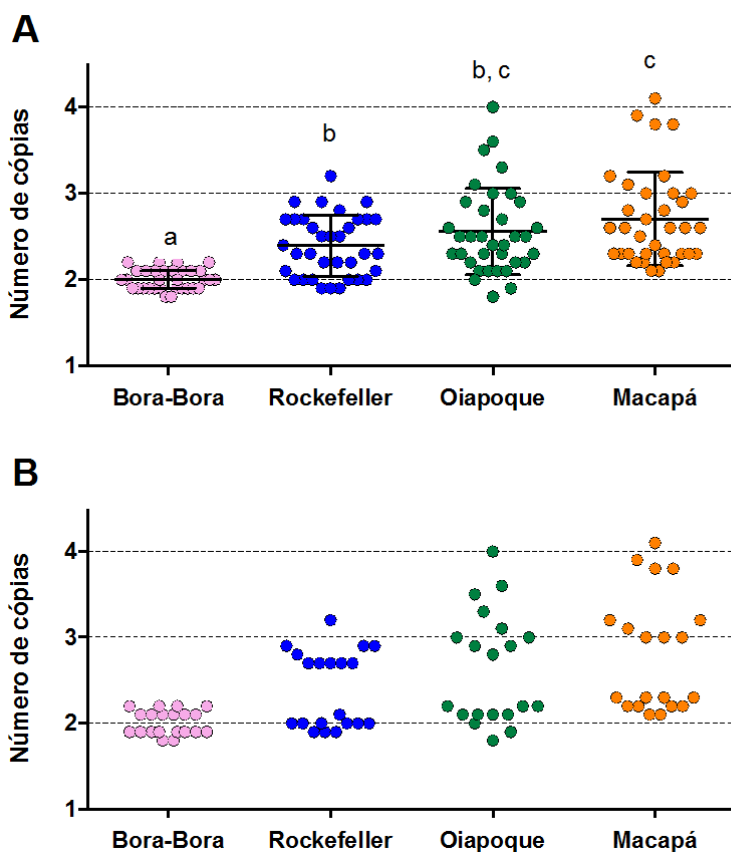 A
Número de cópias
4
3
2
1
a
b
b, c
c
Bora-Bora Rockefeller Oiapoque Macapá
B
Número de cópias
4
3
2
1
Bora-Bora Rockefeller Oiapoque Macapá